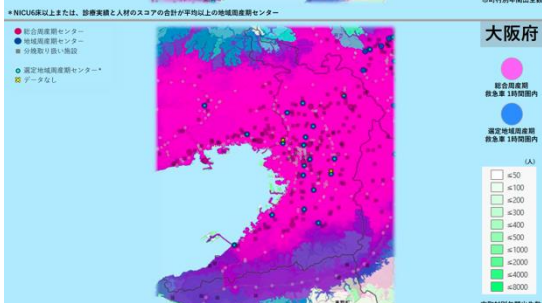 *NICU6床以上または、診療実績と人材のスコアの合計が平均以上の地域周産期センター
総合周産期センター
地域周産期センター
分娩取り扱い施設
選定地域周産期センター*
データなし
大阪府
総合周産期
救急車 1時間圏内
選定地域周産期
救急車 1時間圏内
(人)
≤50
≤100
≤200
≤300
≤400
≤500
≤1000
≤2000
≤4000
≤8000